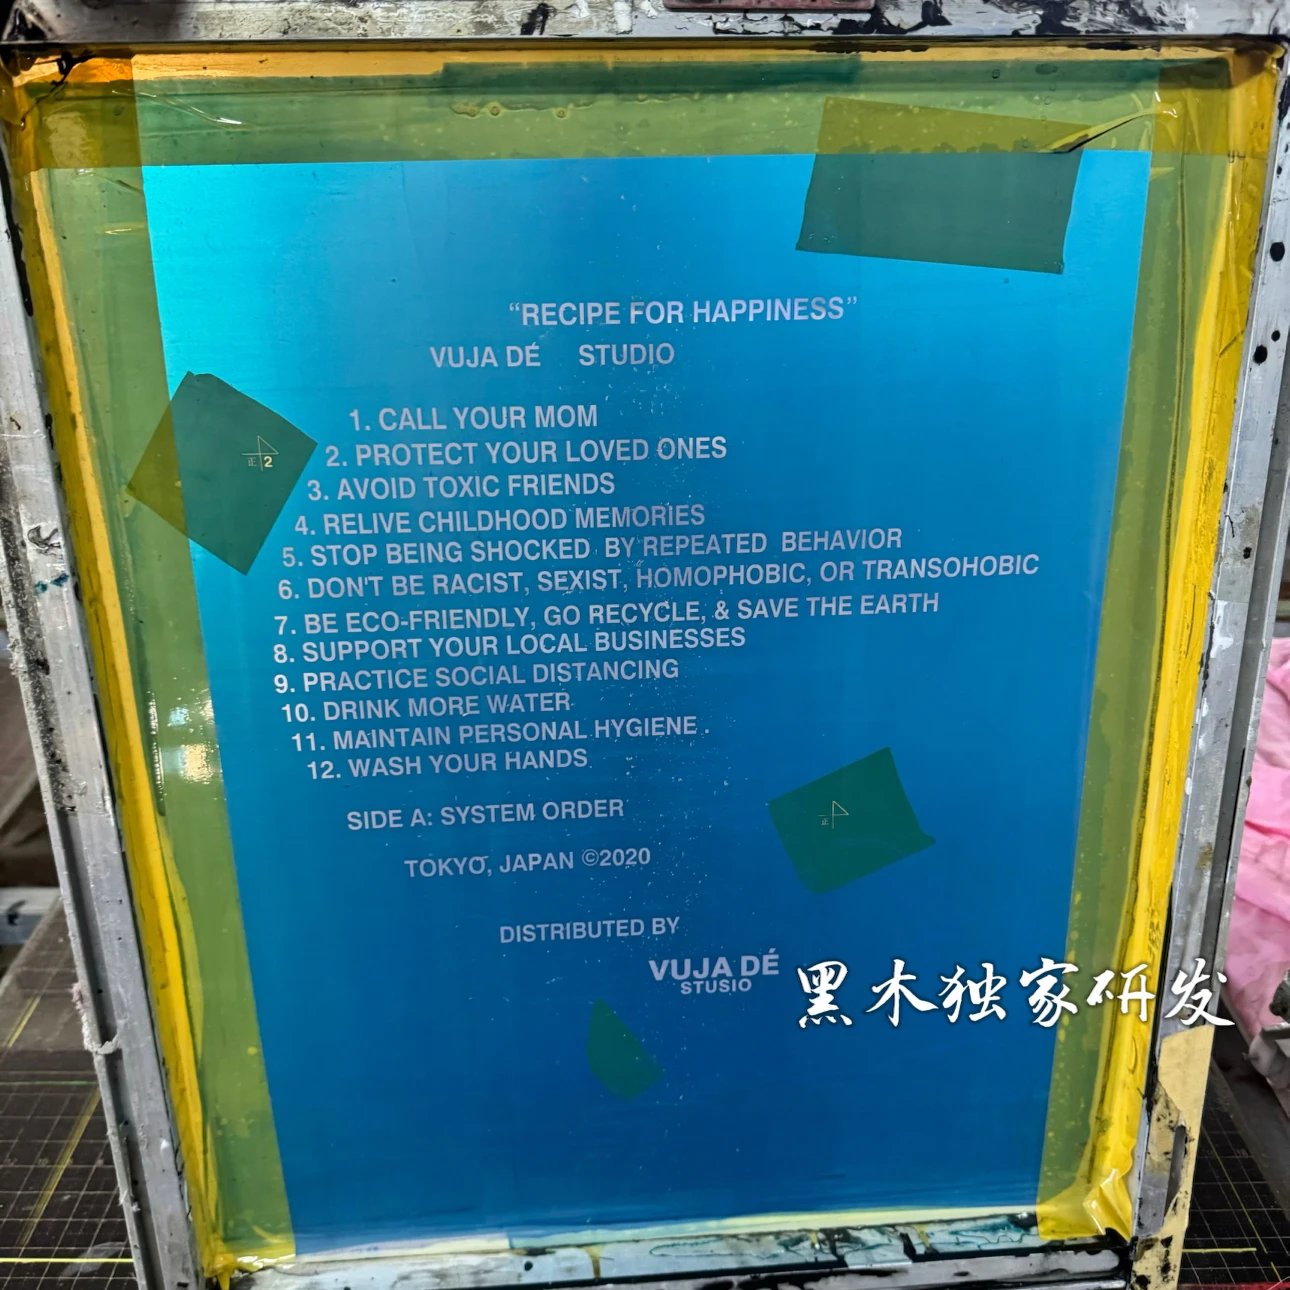 “RECIPE FOR HAPPINESS”
VUJA DÉ STUDIO
1. CALL YOUR MOM
2. PROTECT YOUR LOVED ONES
3. AVOID TOXIC FRIENDS
4. RELIVE CHILDHOOD MEMORIES
5. STOP BEING SHOCKED BY REPEATED BEHAVIOR
6. DON'T BE RACIST, SEXIST, HOMOPHOBIC, OR TRANSOHOBIC
7. BE ECO-FRIENDLY, GO RECYCLE, & SAVE THE EARTH
8. SUPPORT YOUR LOCAL BUSINESSES
9. PRACTICE SOCIAL DISTANCING
10. DRINK MORE WATER
11. MAINTAIN PERSONAL HYGIENE .
12. WASH YOUR HANDS
SIDE A: SYSTEM ORDER
TOKYO, JAPAN ©2020
DISTRIBUTED BY
VUJA DÉ
STUSIO
正 2
正
黑木独家研发